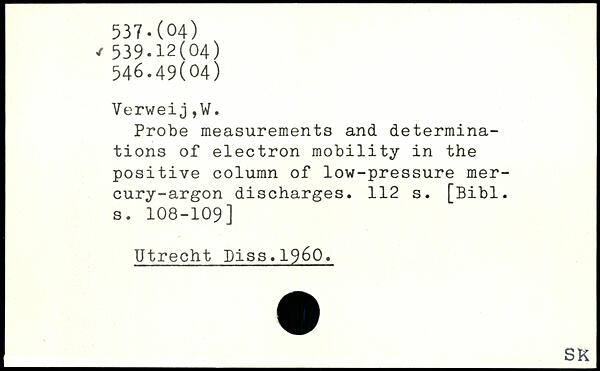 537.(04)
✓ 539.12(04)
546.49(04)
Verweij,W.
Probe measurements and determina-
tions of electron mobility in the
positive column of low-pressure mer-
cury-argon discharges. 112 s. [Bibl.
s. 108-109]
Utrecht Diss.1960.
SK